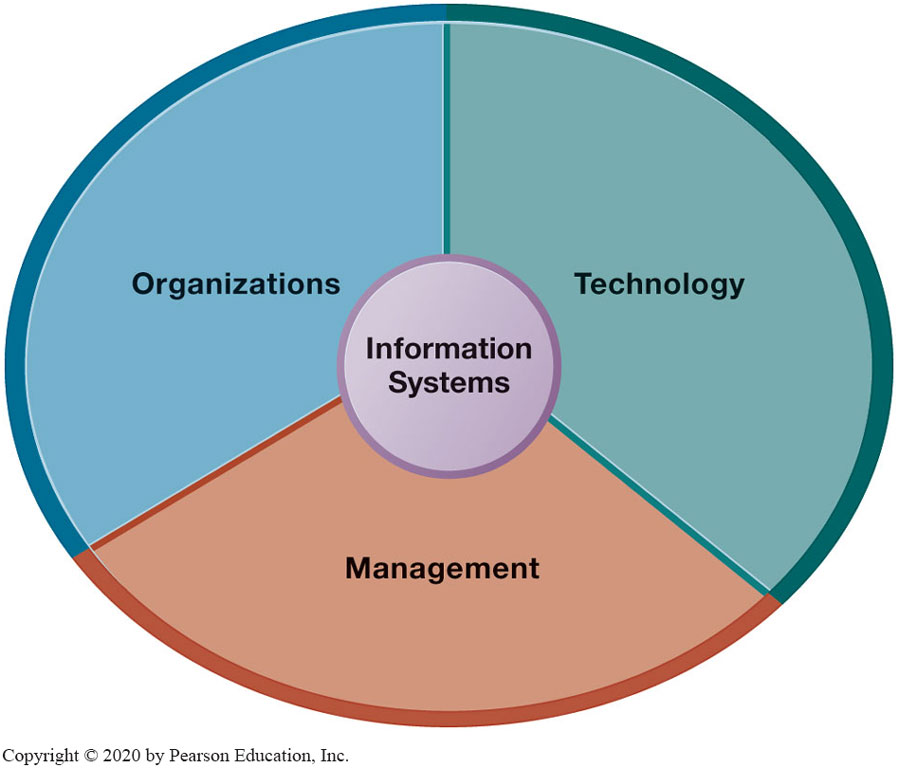 Organizations
Technology
Information
Systems
Management
Copyright © 2020 by Pearson Education, Inc.